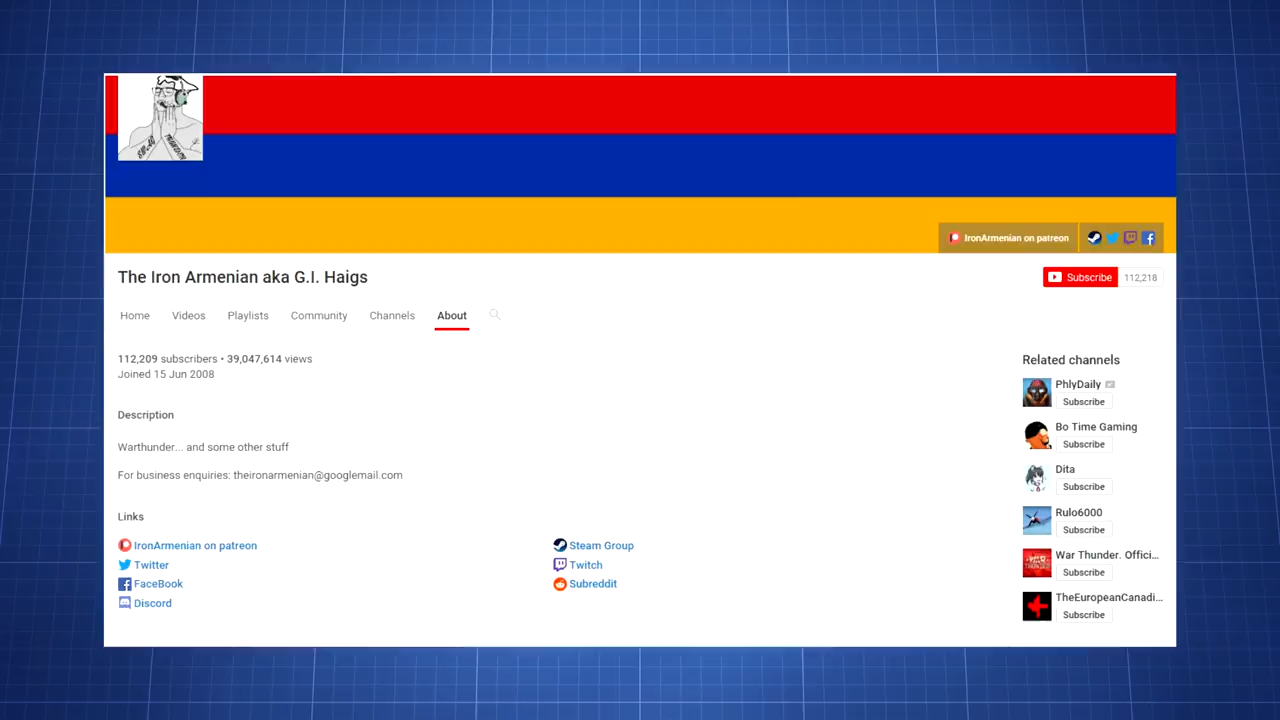 IronArmenian on patreon
The Iron Armenian aka G.I. Haigs
Subscribe 112,218
Home Videos Playlists Community Channels About
112,209 subscribers • 39,047,614 views
Joined 15 Jun 2008
Description
Warthunder... and some other stuff
For business enquiries: theironarmenian@googlemail.com
Links
IronArmenian on patreon
Steam Group
Twitter
Twitch
FaceBook
Subreddit
Discord
Related channels
PhlyDaily
Subscribe
Bo Time Gaming
Subscribe
Dita
Subscribe
Rulo6000
Subscribe
War Thunder. Offici...
Subscribe
TheEuropeanCanadi...
Subscribe